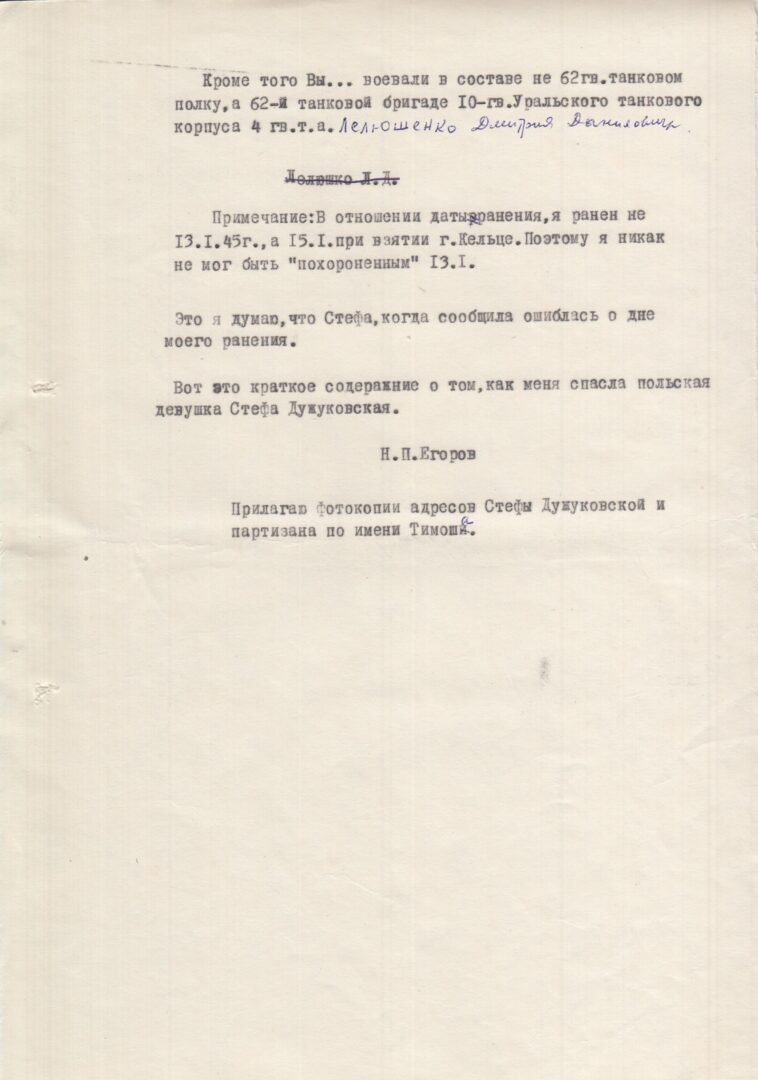 Кроме того Вы... воевали в составе не 62гв.танковом
полку,а 62-й танковой бригаде 10-гв.Уральского танкового
корпуса 4 гв.т.а. Лелюшенко Дмитрия Даниловича.
Лелюшко Л.Д.
Примечание:В отношении даты ранения,я ранен не
13.I.45г.,а 15.I.при взятии г.Кельце.Поэтому я никак
не мог быть "похороненным" 13.I.
Это я думаю,что Стефа,когда сообщила ошиблась о дне
моего ранения.
Вот это краткое содеражние о том,как меня спасла польская
девушка Стефа Дужуковская.
Н.П.Егоров
Прилагаю фотокопии адресов Стефы Дужуковской и
партизана по имени Тимоша.